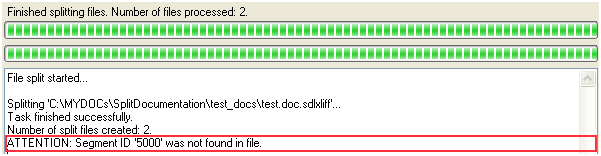 Finished splitting files. Number of files processed: 2.
File split started...
Splitting 'C:\MYDOCs\SplitDocumentation\test_docs\test.doc.sdlxliff'...
Task finished successfully.
Number of split files created: 2.
ATTENTION: Segment ID '5000' was not found in file.